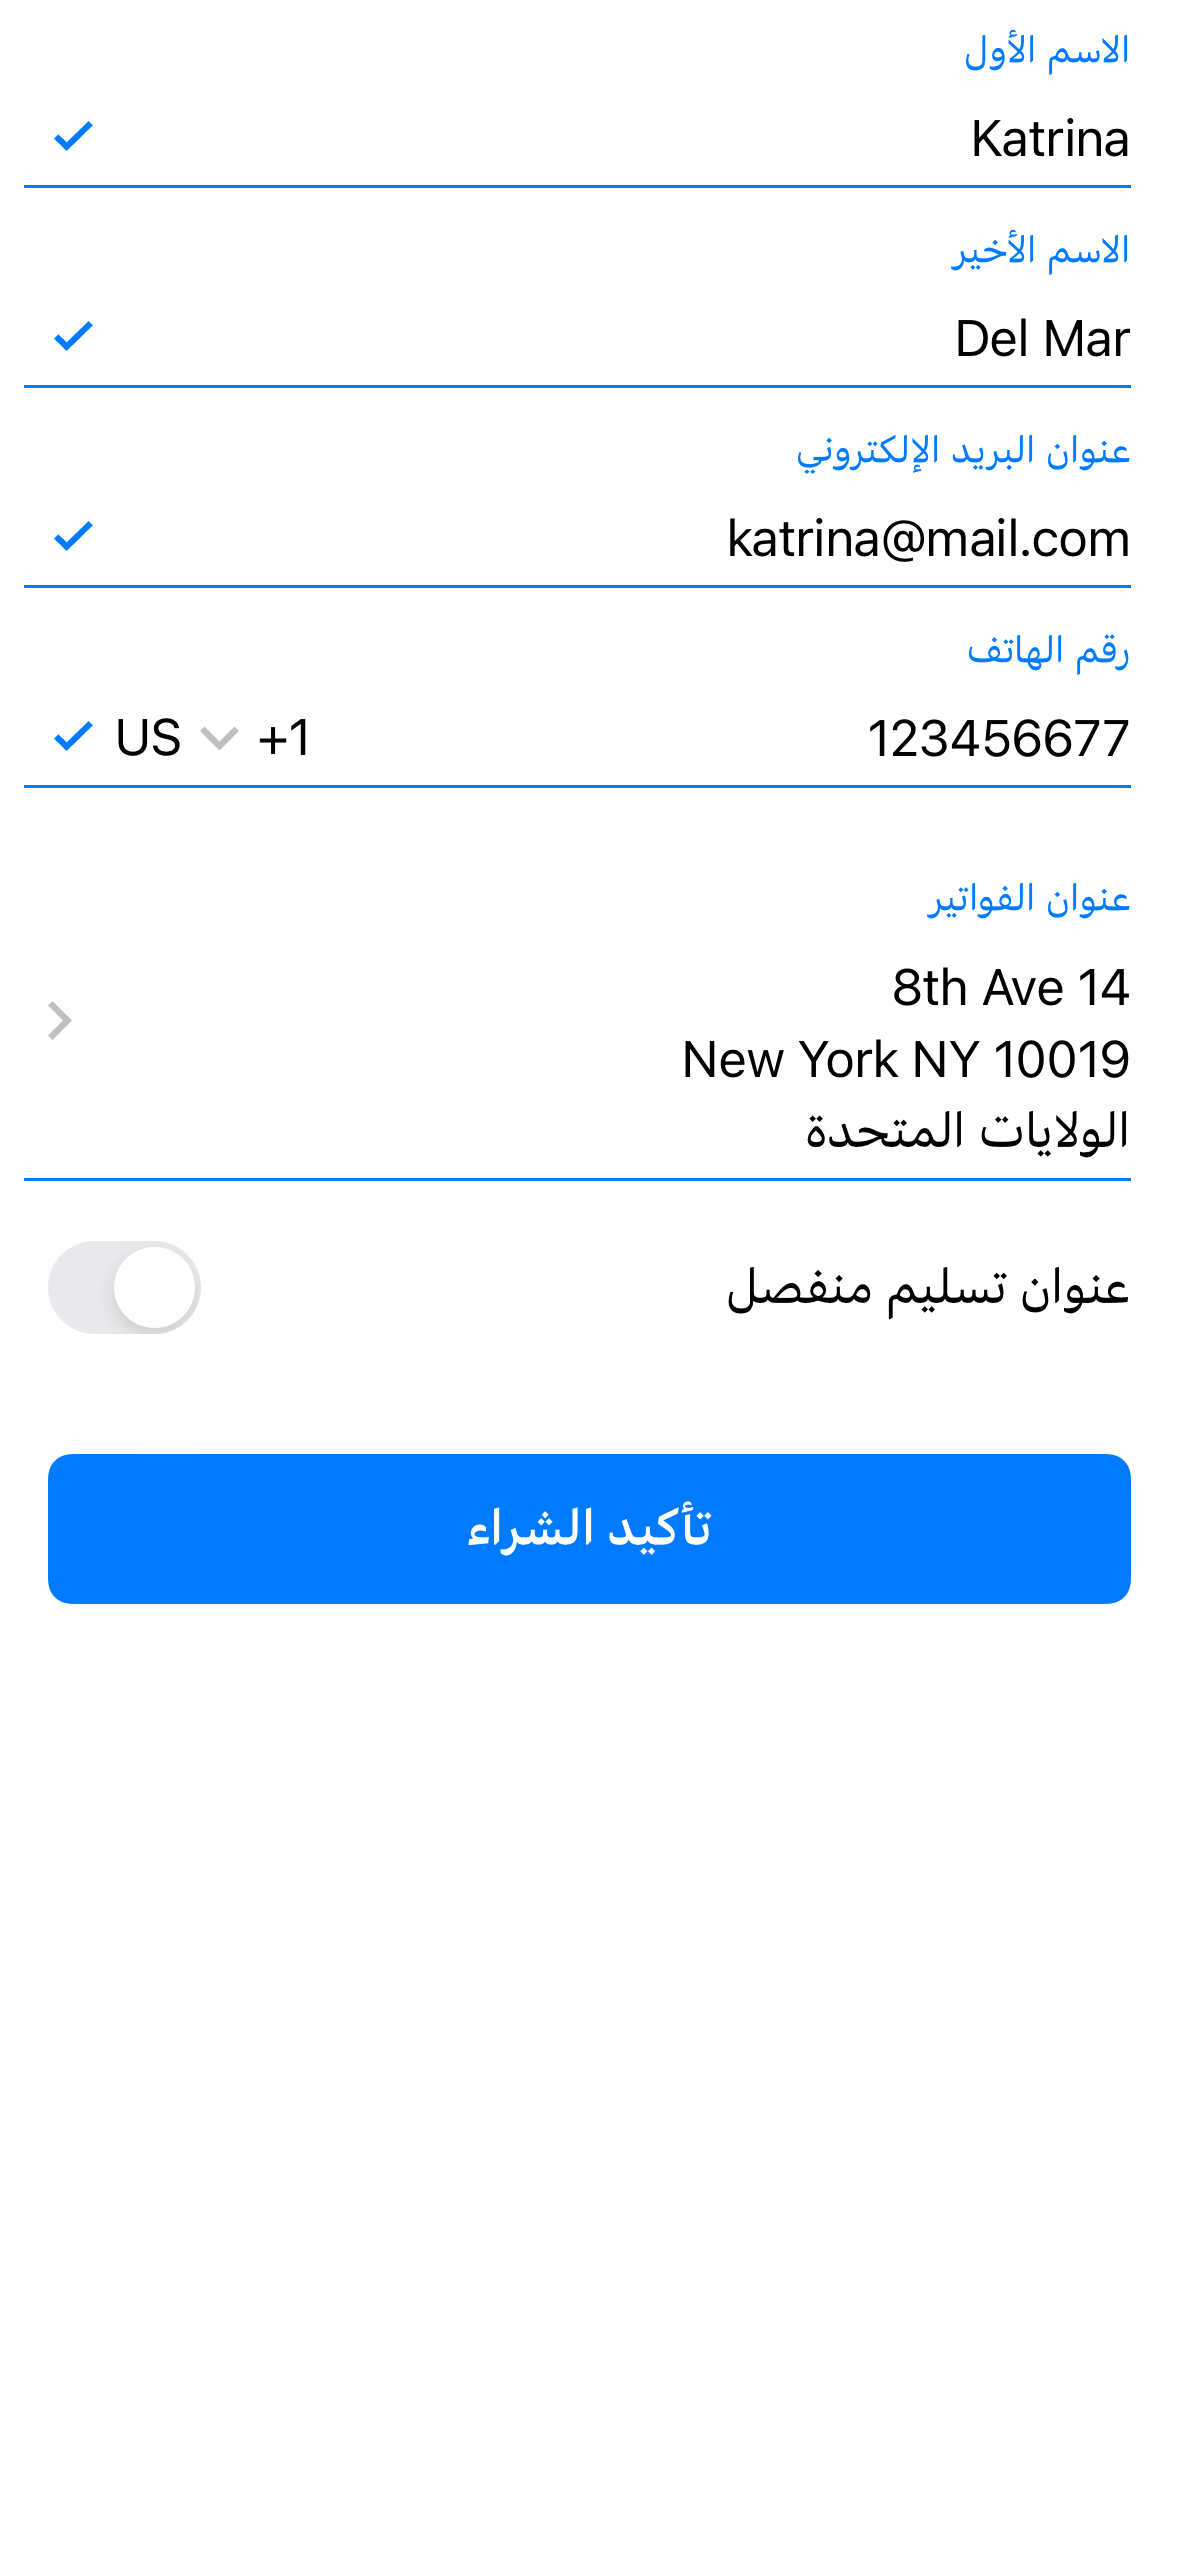 الاسم الأول
Katrina
الاسم الأخير
Del Mar
عنوان البريد الإلكتروني
katrina@mail.com
رقم الهاتف
123456677
US +1
عنوان الفواتير
8th Ave 14
New York NY 10019
الولايات المتحدة
عنوان تسليم منفصل
تأكيد الشراء